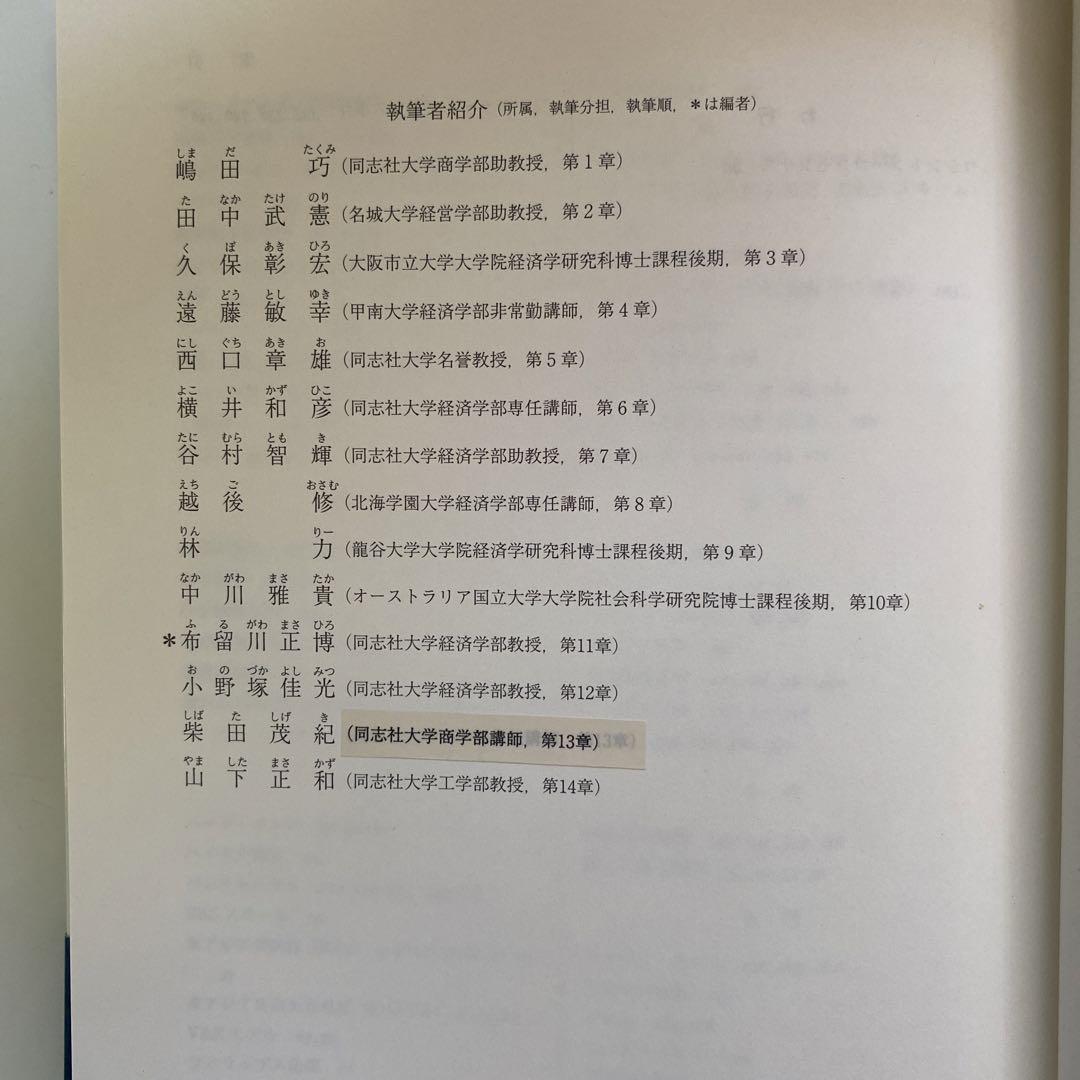 執筆者紹介（所属，執筆分担，執筆順，＊は編者）
嶋田 巧（同志社大学商学部助教授，第1章）
田中武憲（名城大学経営学部助教授，第2章）
久保彰宏（大阪市立大学大学院経済学研究科博士課程後期，第3章）
遠藤敏幸（甲南大学経済学部非常勤講師，第4章）
西口章雄（同志社大学名誉教授，第5章）
横井和彦（同志社大学経済学部専任講師，第6章）
谷村智輝（同志社大学経済学部助教授，第7章）
越後 修（北海学園大学経済学部専任講師，第8章）
林 力（龍谷大学大学院経済学研究科博士課程後期，第9章）
中川雅貴（オーストラリア国立大学大学院社会科学研究院博士課程後期，第10章）
＊布留川正博（同志社大学経済学部教授，第11章）
小野塚佳光（同志社大学経済学部教授，第12章）
柴田茂紀（同志社大学商学部講師，第13章）
山下正和（同志社大学工学部教授，第14章）